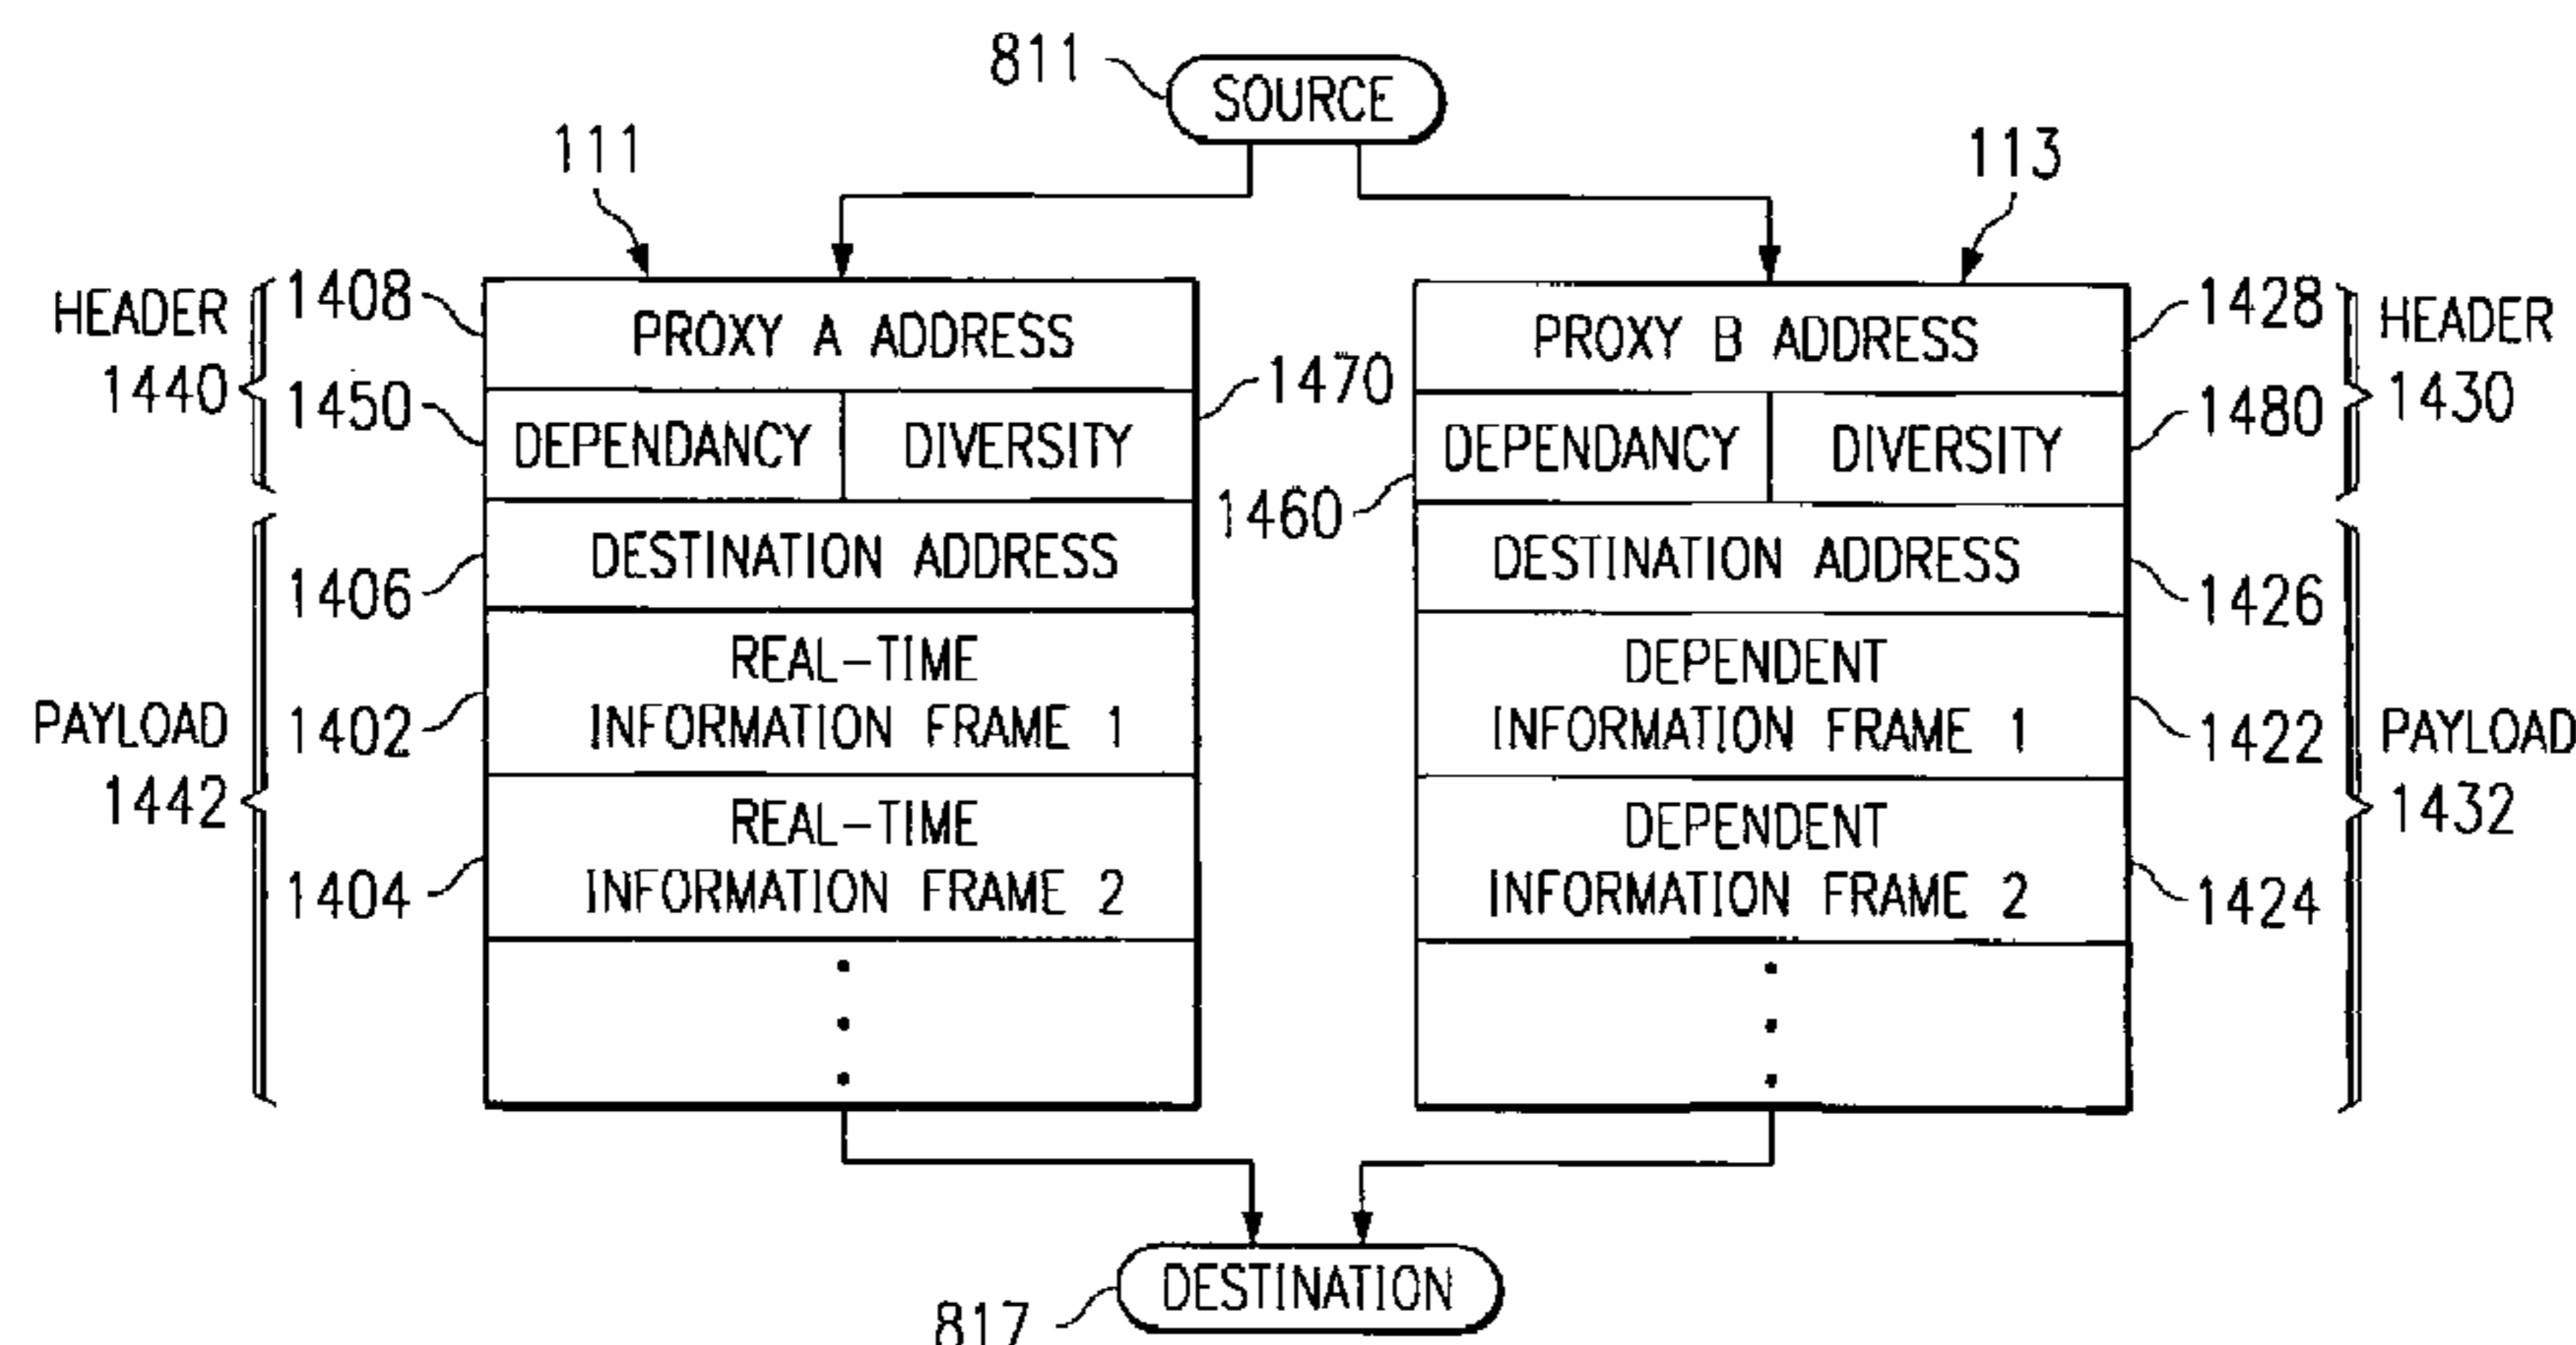 811
SOURCE
111
113
HEADER
1440
1408
PROXY A ADDRESS
1450
DEPENDANCY
DIVERSITY
1470
PAYLOAD
1442
1406
DESTINATION ADDRESS
1402
REAL-TIME
INFORMATION FRAME 1
1404
REAL-TIME
INFORMATION FRAME 2
PROXY B ADDRESS
1428
HEADER
1430
1460
DEPENDANCY
DIVERSITY
1480
DESTINATION ADDRESS
1426
DEPENDENT
INFORMATION FRAME 1
1422
PAYLOAD
1432
DEPENDENT
INFORMATION FRAME 2
1424
817
DESTINATION